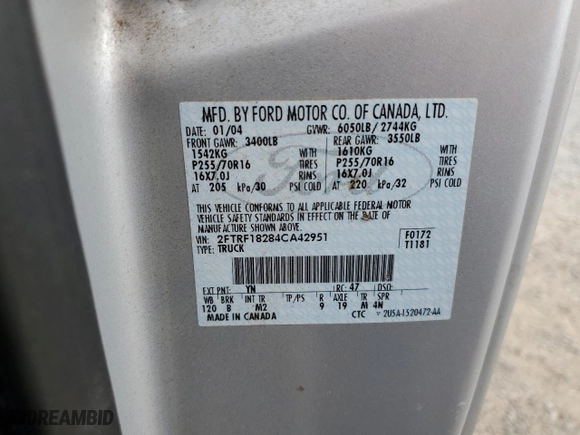 MFD. BY FORD MOTOR CO. OF CANADA, LTD.
DATE: 01/04 GVWR: 6050LB/ 2744KG
FRONT GAWR: 3400LB REAR GAWR: 3550LB
1542KG 1610KG
P255/70R16 TIRES P255/70R16 TIRES
16X7.0J RIMS 16X7.0J RIMS
AT 205 kPa/30 PSI COLD AT 220 kPa/32 PSI COLD
THIS VEHICLE CONFORMS TO ALL APPLICABLE FEDERAL MOTOR
VEHICLE SAFETY STANDARDS IN EFFECT ON THE DATE OF
MANUFACTURE SHOWN ABOVE.
VIN: 2FTRF18284CA42951 F0172
TYPE: TRUCK T1181
EXT PNT: YN RC: 47 DSO:
WB BRK INT TR TP/PS R AXLE TR SPR
120 B M2 9 19 M 4N
MADE IN CANADA CTC 2U5A-1520472-AA
Ford
DREAMBID